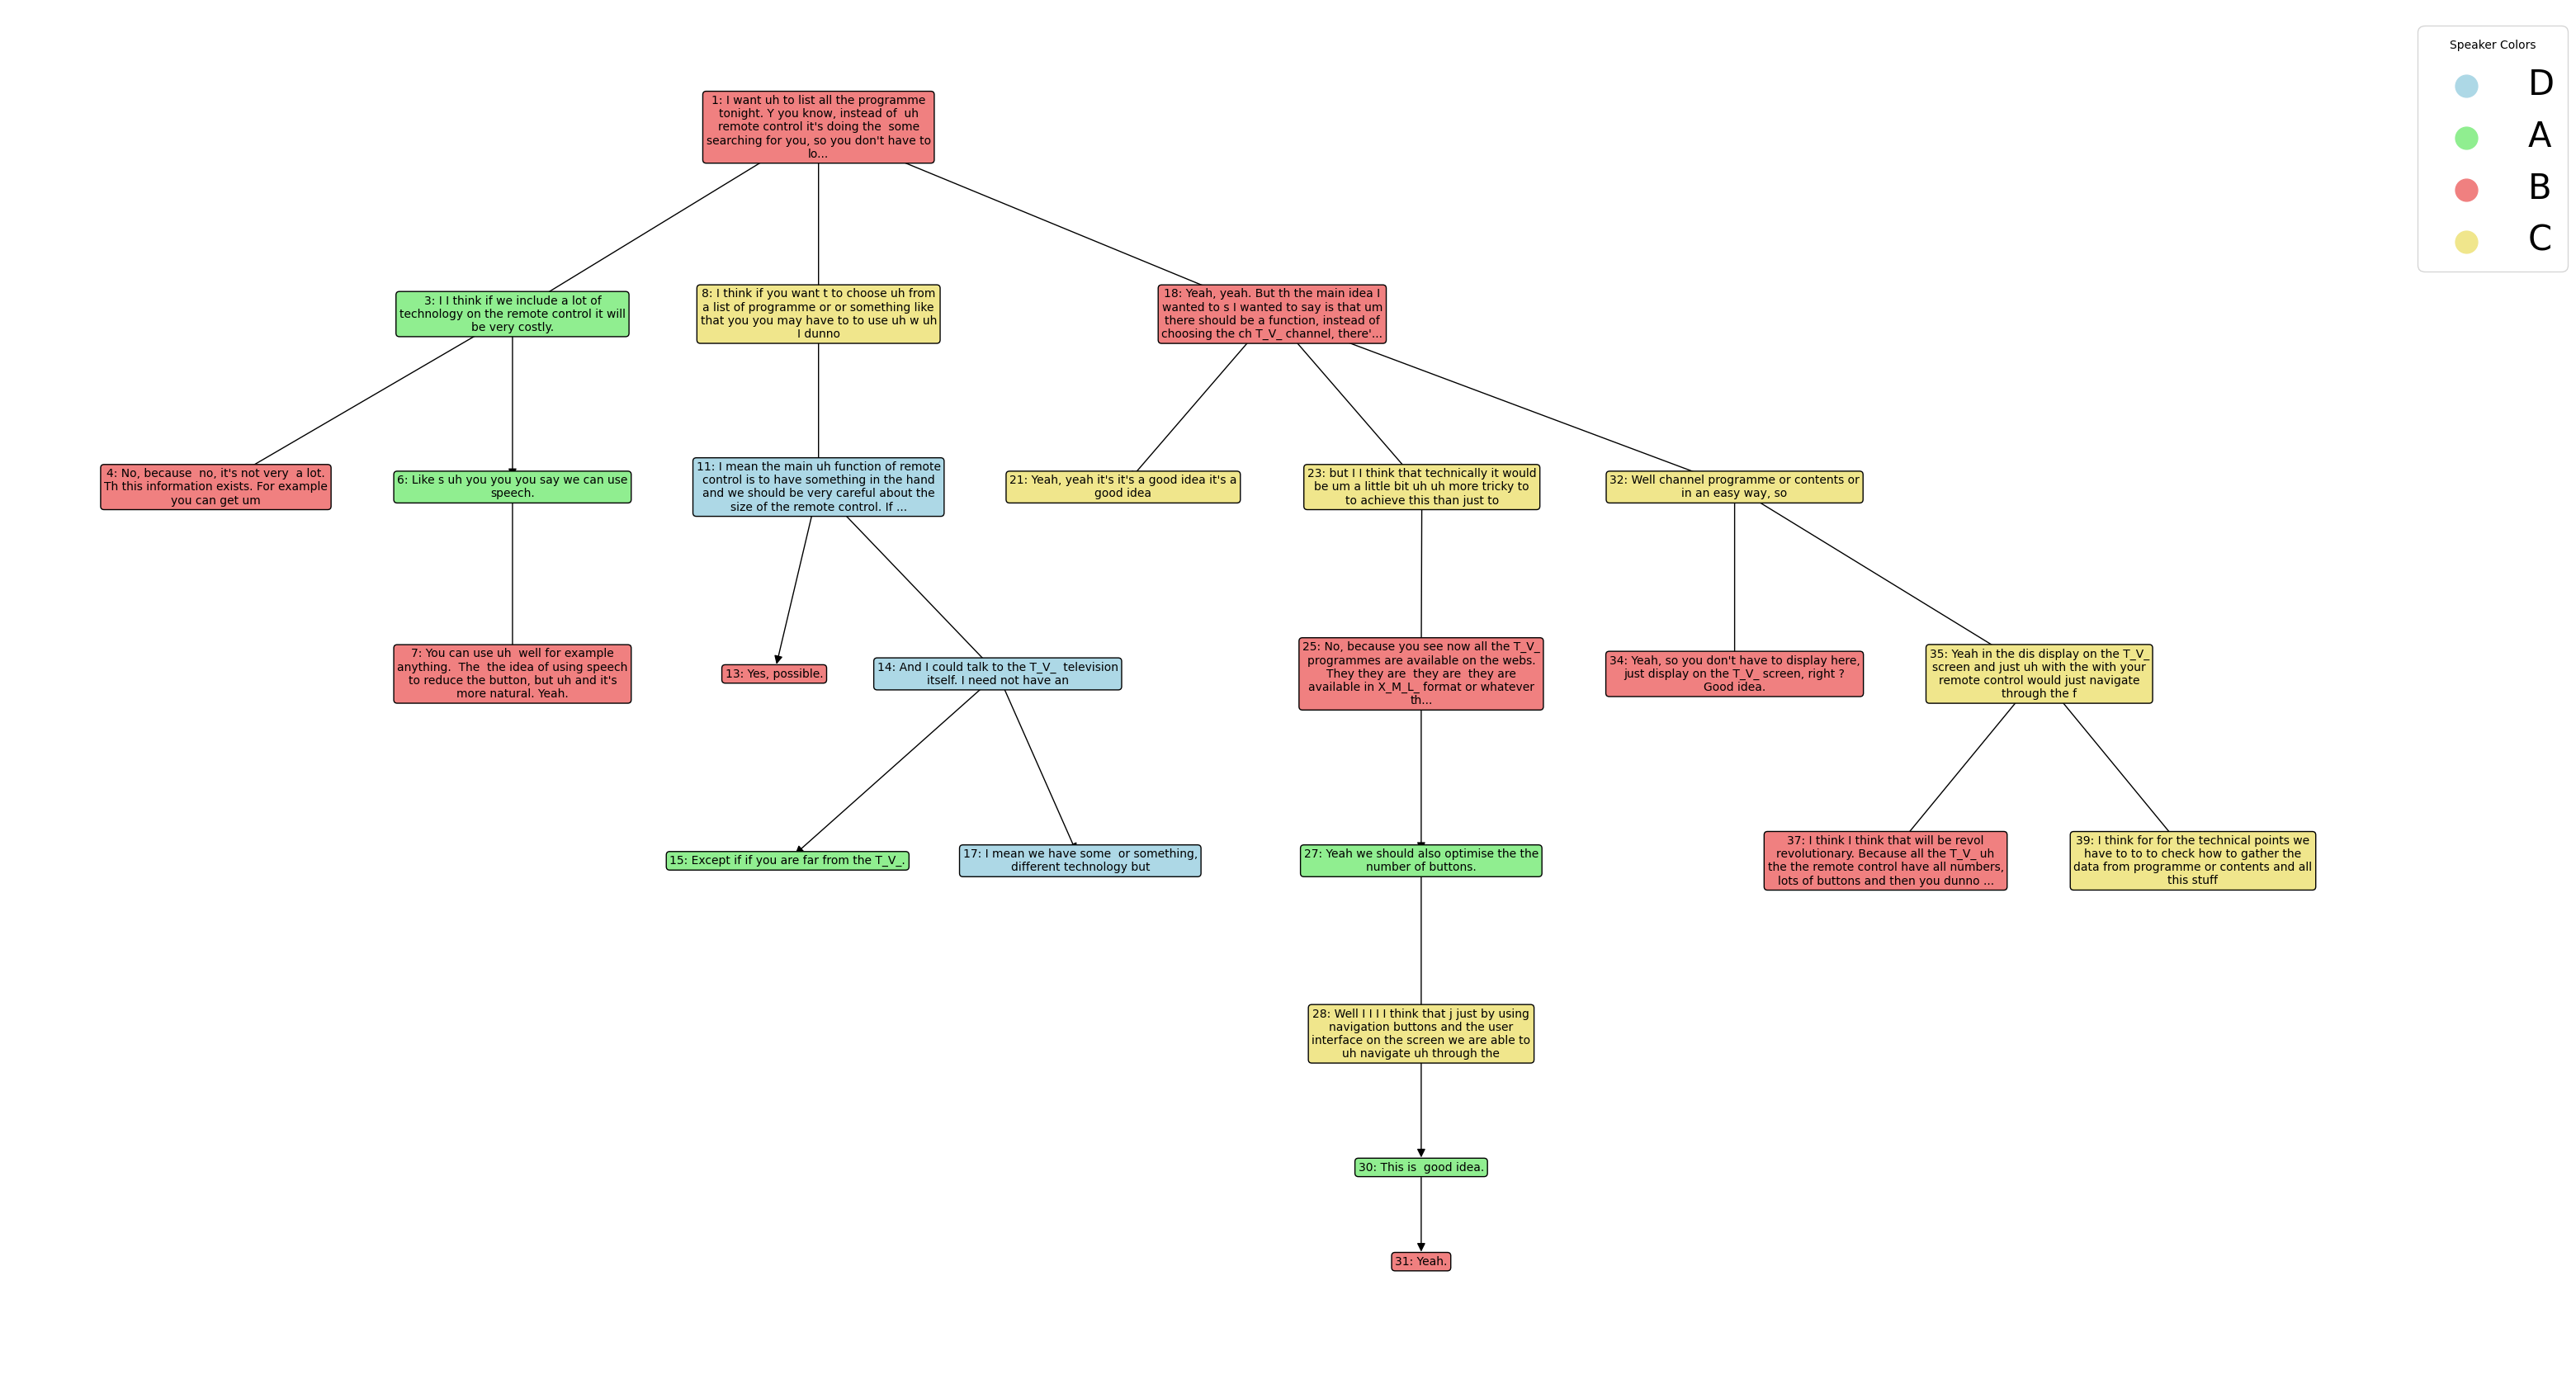 Speaker Colors
D
A
B
C
1: I want uh to list all the programme
tonight. Y you know, instead of  uh
remote control it's doing the  some
searching for you, so you don't have to
lo...
3: I I think if we include a lot of
technology on the remote control it will
be very costly.
8: I think if you want t to choose uh from
a list of programme or or something like
that you you may have to to use uh w uh
I dunno
18: Yeah, yeah. But th the main idea I
wanted to s I wanted to say is that um
there should be a function, instead of
choosing the ch T_V_ channel, there'...
4: No, because  no, it's not very  a lot.
Th this information exists. For example
you can get um
6: Like s uh you you you say we can use
speech.
11: I mean the main uh function of remote
control is to have something in the hand
and we should be very careful about the
size of the remote control. If ...
21: Yeah, yeah it's it's a good idea it's a
good idea
23: but I I think that technically it would
be um a little bit uh uh more tricky to
to achieve this than just to
32: Well channel programme or contents or
in an easy way, so
7: You can use uh  well for example
anything.  The  the idea of using speech
to reduce the button, but uh and it's
more natural. Yeah.
13: Yes, possible.
14: And I could talk to the T_V_  television
itself. I need not have an
25: No, because you see now all the T_V_
programmes are available on the webs.
They they are  they are  they are
available in X_M_L_ format or whatever
th...
34: Yeah, so you don't have to display here,
just display on the T_V_ screen, right ?
Good idea.
35: Yeah in the dis display on the T_V_
screen and just uh with the with your
remote control would just navigate
through the f
15: Except if if you are far from the T_V_.
17: I mean we have some  or something,
different technology but
27: Yeah we should also optimise the the
number of buttons.
37: I think I think that will be revol
revolutionary. Because all the T_V_ uh
the the remote control have all numbers,
lots of buttons and then you dunno ...
39: I think for for the technical points we
have to to to check how to gather the
data from programme or contents and all
this stuff
28: Well I I I I think that j just by using
navigation buttons and the user
interface on the screen we are able to
uh navigate uh through the
30: This is  good idea.
31: Yeah.